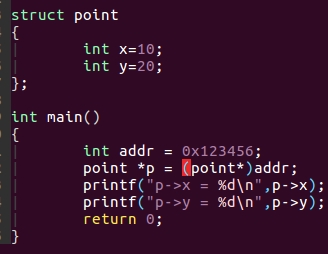 struct point
{
        int x=10;
        int y=20;
};

int main()
{
        int addr = 0x123456;
        point *p = (point*)addr;
        printf("p->x = %d\n",p->x);
        printf("p->y = %d\n",p->y);
        return 0;
}